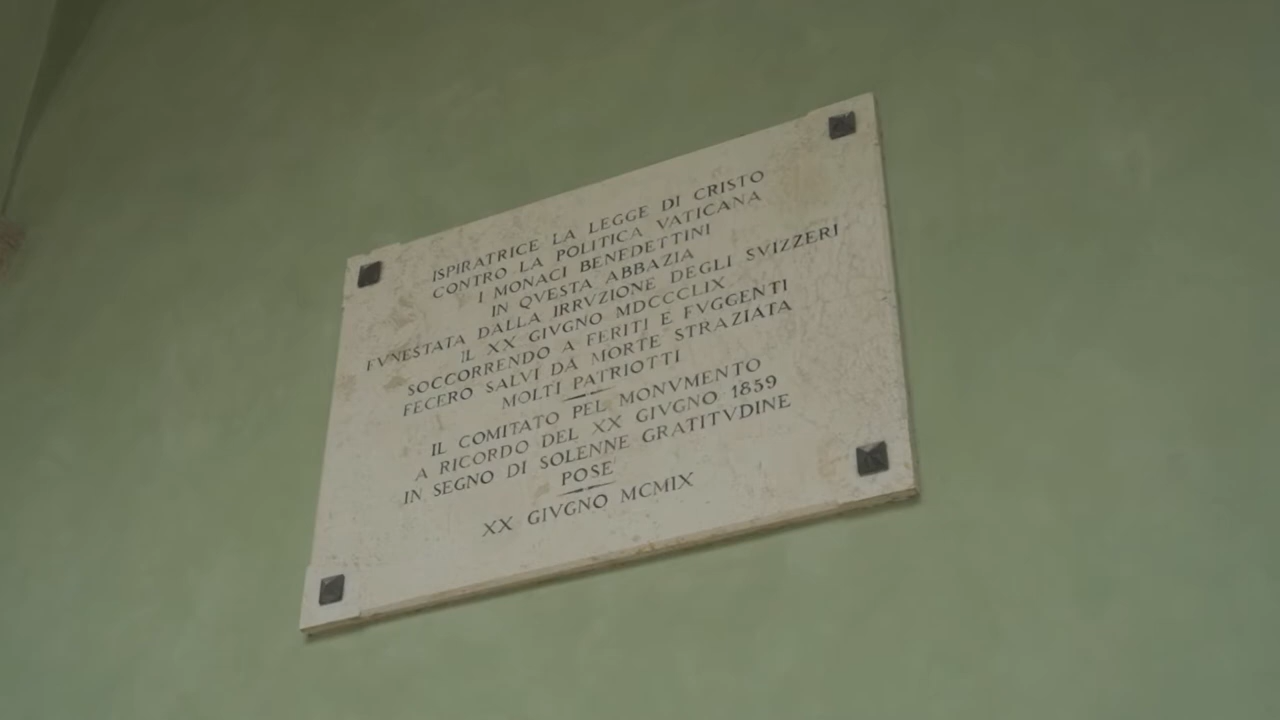 ISPIRATRICE LA LEGGE DI CRISTO
CONTRO LA POLITICA VATICANA
I MONACI BENEDETTINI
IN QVESTA ABBAZIA
FVNESTATA DALLA IRRVZIONE DEGLI SVIZZERI
IL XX GIVGNO MDCCCLIX
SOCCORRENDO A FERITI E FVGGENTI
FECERO SALVI DA MORTE STRAZIATA
MOLTI PATRIOTTI
IL COMITATO PEL MONVMENTO
A RICORDO DEL XX GIVGNO 1859
IN SEGNO DI SOLENNE GRATITVDINE
POSE
XX GIVGNO MCMIX